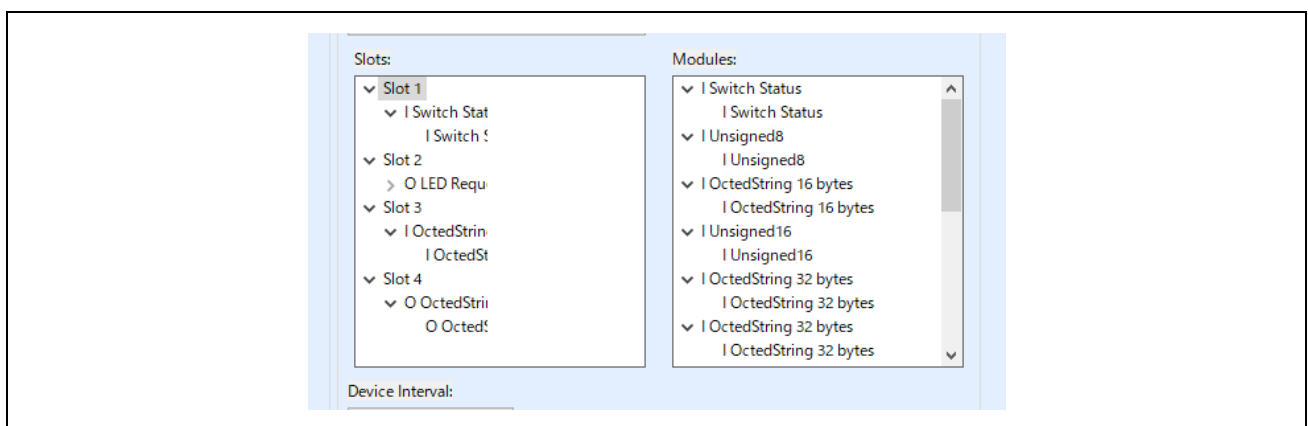 Slots:
Slot 1
I Switch Stat
I Switch
Slot 2
O LED Requ
Slot 3
I OctedStrin
I OctedSt
Slot 4
O OctedStri
O Octed
Modules:
I Switch Status
I Switch Status
I Unsigned8
I Unsigned8
I OctedString 16 bytes
I OctedString 16 bytes
I Unsigned16
I Unsigned16
I OctedString 32 bytes
I OctedString 32 bytes
I OctedString 32 bytes
I OctedString 32 bytes
Device Interval: